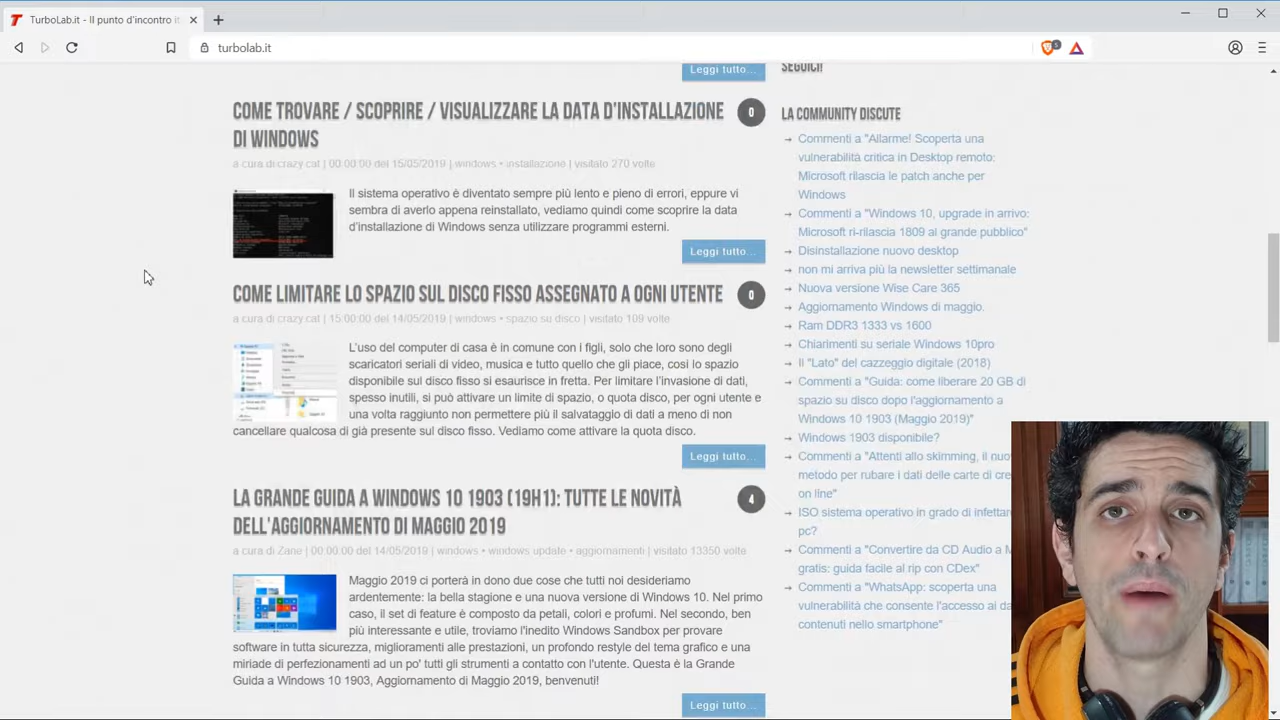 TurboLab.it - Il punto d'incontro it
turbolab.it
5
Leggi tutto...
COME TROVARE / SCOPRIRE / VISUALIZZARE LA DATA D'INSTALLAZIONE
DI WINDOWS
0
a cura di crazy.cat | 00:00:00 del 15/05/2019 | windows • installazione | visitato 270 volte
Il sistema operativo è diventato sempre più lento e pieno di errori, eppure vi
sembra di averlo appena reinstallato, vediamo quindi come scoprire la data
d'installazione di Windows senza utilizzare programmi esterni.
Leggi tutto...
COME LIMITARE LO SPAZIO SUL DISCO FISSO ASSEGNATO A OGNI UTENTE
0
a cura di crazy.cat | 15:00:00 del 14/05/2019 | windows • spazio su disco | visitato 109 volte
L'uso del computer di casa è in comune con i figli, solo che loro sono degli
scaricatori seriali di video, musica e tutto quello che gli piace, così lo spazio
disponibile sul disco fisso si esaurisce in fretta. Per limitare l'invasione di dati,
spesso inutili, si può attivare un limite di spazio, o quota disco, per ogni utente e
una volta raggiunto non permettere più il salvataggio di dati a meno di non
cancellare qualcosa di già presente sul disco fisso. Vediamo come attivare la quota disco.
Leggi tutto...
LA GRANDE GUIDA A WINDOWS 10 1903 (19H1): TUTTE LE NOVITÀ
DELL'AGGIORNAMENTO DI MAGGIO 2019
4
a cura di Zane | 00:00:00 del 14/05/2019 | windows • windows update • aggiornamenti | visitato 13350 volte
Maggio 2019 ci porterà in dono due cose che tutti noi desideriamo
ardentemente: la bella stagione e una nuova versione di Windows 10. Nel primo
caso, il set di feature è composto da petali, colori e profumi. Nel secondo, ben
più interessante e utile, troviamo l'inedito Windows Sandbox per provare
software in tutta sicurezza, miglioramenti alle prestazioni, un profondo restyle del tema grafico e una
miriade di perfezionamenti ad un po' tutti gli strumenti a contatto con l'utente. Questa è la Grande
Guida a Windows 10 1903, Aggiornamento di Maggio 2019, benvenuti!
Leggi tutto...
SEGUICI!
LA COMMUNITY DISCUTE
Commenti a "Allarme! Scoperta una
vulnerabilità critica in Desktop remoto:
Microsoft rilascia le patch anche per
Windows
Commenti a "Windows 10, upgrade in arrivo:
Microsoft ri-rilascia 1809 al grande pubblico"
Disinstallazione nuovo desktop
non mi arriva più la newsletter settimanale
Nuova versione Wise Care 365
Aggiornamento Windows di maggio.
Ram DDR3 1333 vs 1600
Chiarimenti su seriale Windows 10pro
Il "Lato" del cazzeggio digitale (2018)
Commenti a "Guida: come liberare 20 GB di
spazio su disco dopo l'aggiornamento a
Windows 10 1903 (Maggio 2019)"
Windows 1903 disponibile?
Commenti a "Attenti allo skimming, il nuo
metodo per rubare i dati delle carte di cre
on line"
ISO sistema operativo in grado di infettar
pc?
Commenti a "Convertire da CD Audio a M
gratis: guida facile al rip con CDex"
Commenti a "WhatsApp: scoperta una
vulnerabilità che consente l'accesso ai da
contenuti nello smartphone"